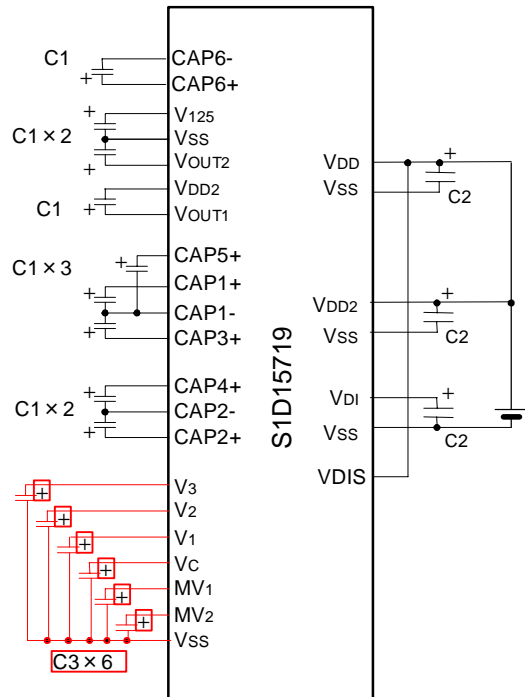 C1
CAP6-
+
CAP6+
+
V125
C1×2
VSS
+
VOUT2
VDD2
C1
+
VOUT1
C1×3
+
CAP5+
+
CAP1+
CAP1-
+
CAP3+
C1×2
+
CAP4+
CAP2-
+
CAP2+
+
V3
+
V2
+
V1
+
VC
+
MV1
+
MV2
VSS
C3×6
S1D15719
VDD
+
VSS
C2
VDD2
+
VSS
C2
VDI
+
VSS
C2
VDIS